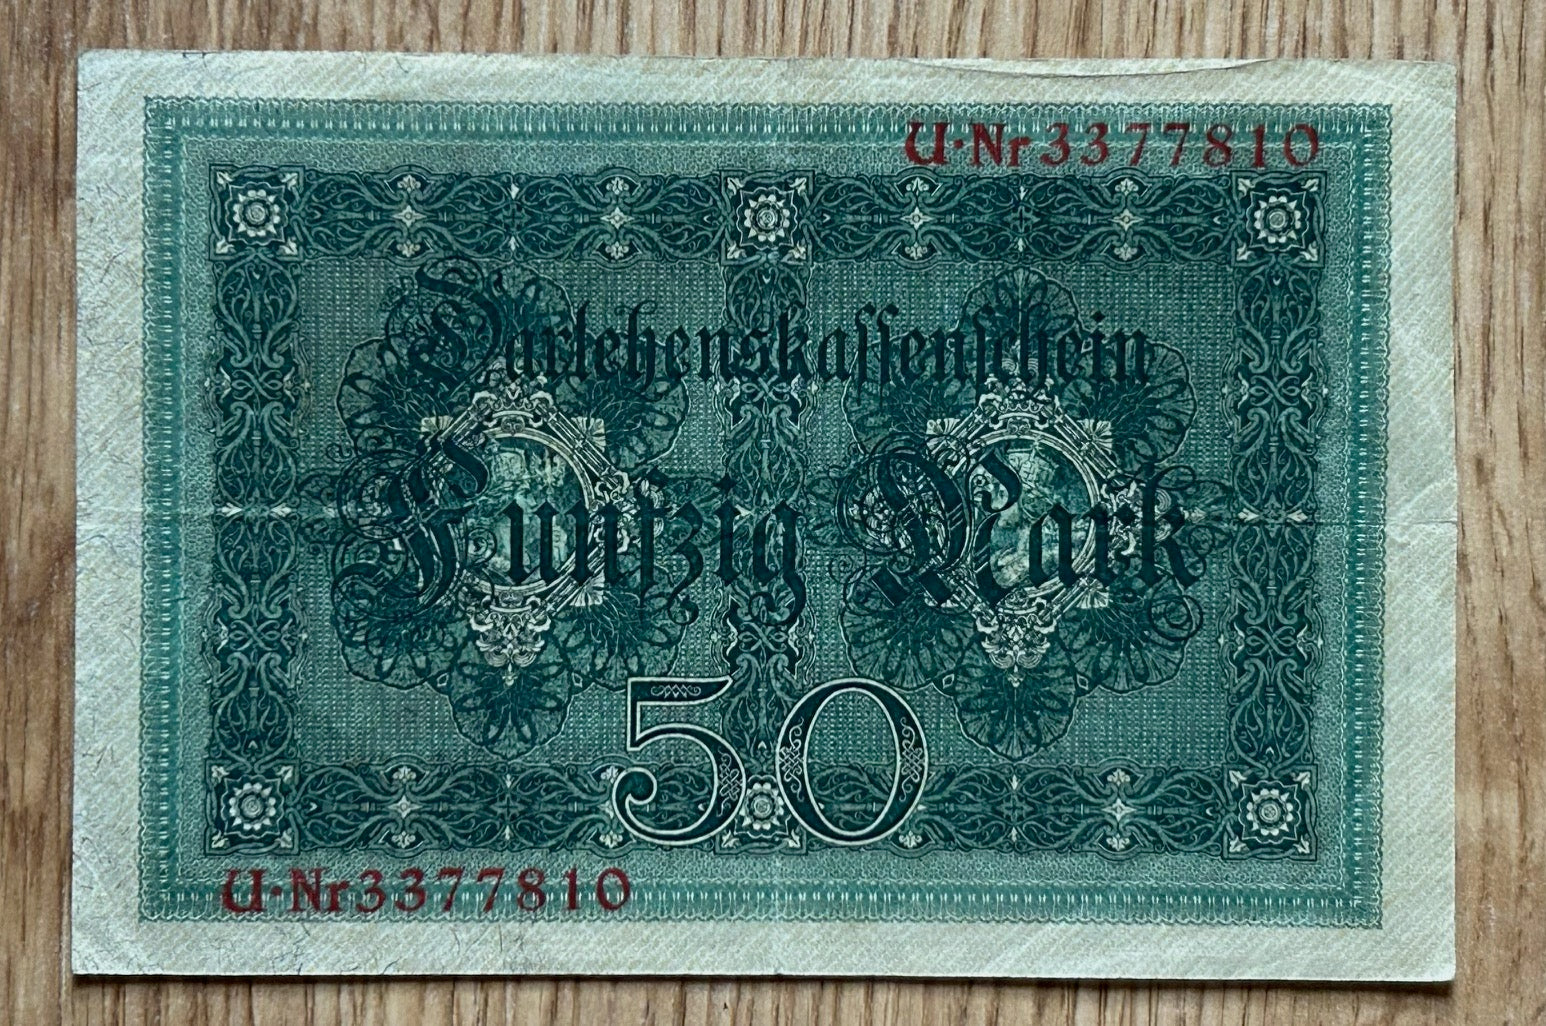 U·Nr 3377810
Darlehenskassenschein
Fünfzig Mark
50
U·Nr 3377810